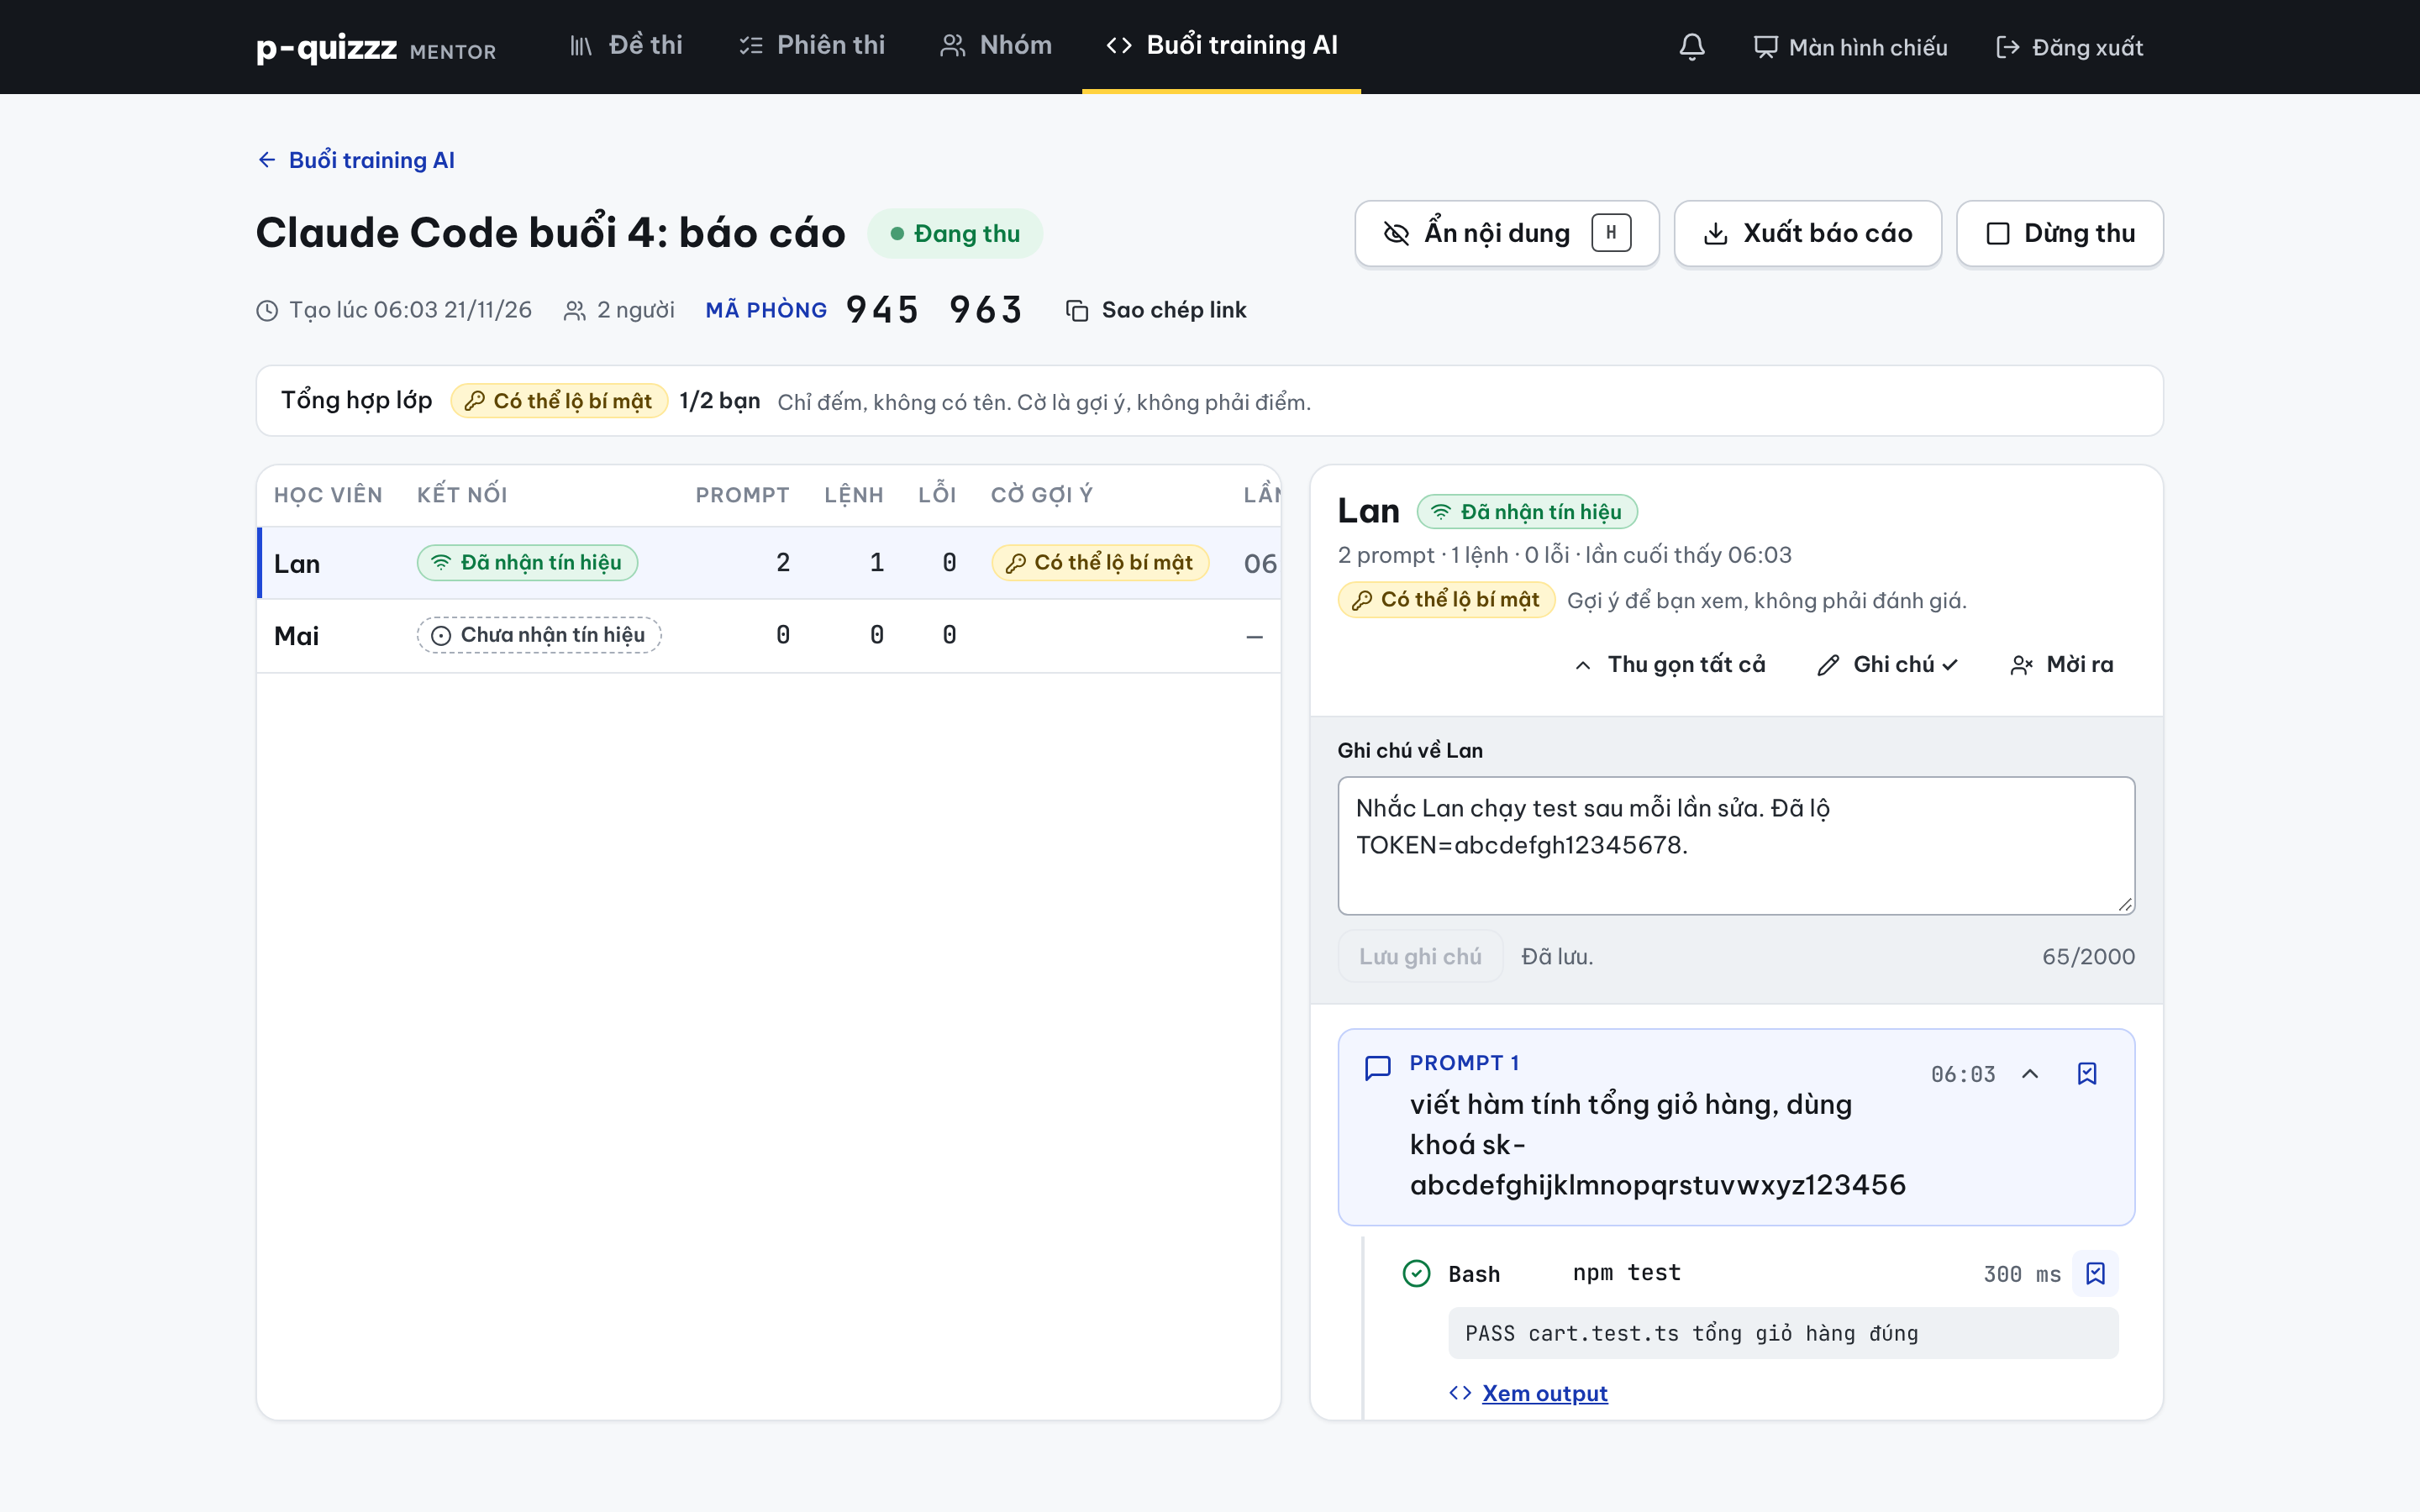 p-quizzz MENTOR
Đề thi
Phiên thi
Nhóm
Buổi training AI
Màn hình chiếu
Đăng xuất
Buổi training AI
Claude Code buổi 4: báo cáo
Đang thu
Ẩn nội dung H
Xuất báo cáo
Dừng thu
Tạo lúc 06:03 21/11/26
2 người
MÃ PHÒNG 945 963
Sao chép link
Tổng hợp lớp Có thể lộ bí mật 1/2 bạn Chỉ đếm, không có tên. Cờ là gợi ý, không phải điểm.
HỌC VIÊN KẾT NỐI PROMPT LỆNH LỖI CỜ GỢI Ý
Lan Đã nhận tín hiệu 2 1 0 Có thể lộ bí mật 06
Mai Chưa nhận tín hiệu 0 0 0 –
Lan Đã nhận tín hiệu
2 prompt · 1 lệnh · 0 lỗi · lần cuối thấy 06:03
Có thể lộ bí mật Gợi ý để bạn xem, không phải đánh giá.
Thu gọn tất cả
Ghi chú ✓
Mời ra
Ghi chú về Lan
Nhắc Lan chạy test sau mỗi lần sửa. Đã lộ
TOKEN=abcdefgh12345678.
Lưu ghi chú Đã lưu. 65/2000
PROMPT 1
06:03
viết hàm tính tổng giỏ hàng, dùng
khoá sk-
abcdefghijklmnopqrstuvwxyz123456
Bash npm test 300 ms
PASS cart.test.ts tổng giỏ hàng đúng
Xem output